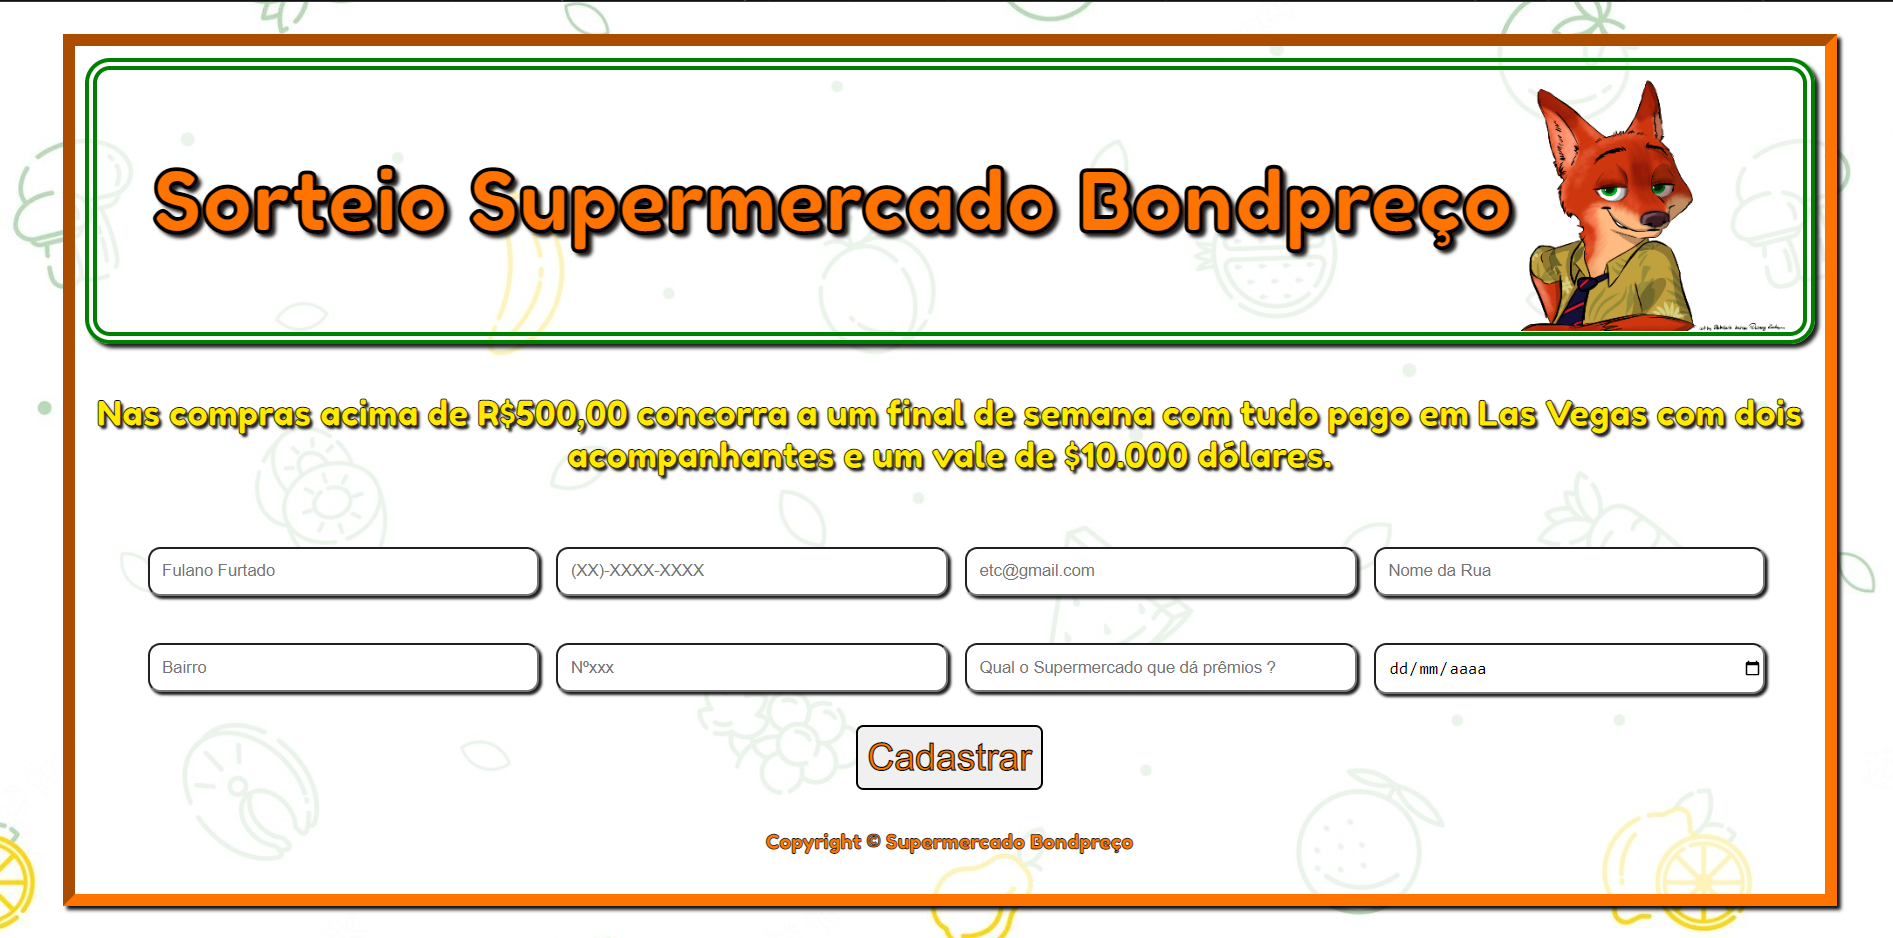 Sorteio Supermercado Bondpreço
Nas compras acima de R$500,00 concorra a um final de semana com tudo pago em Las Vegas com dois
acompanhantes e um vale de $10.000 dólares.
Fulano Furtado
(XX)-XXXX-XXXX
etc@gmail.com
Nome da Rua
Bairro
Nºxxx
Qual o Supermercado que dá prêmios ?
dd/mm/aaaa
Cadastrar
Copyright © Supermercado Bondpreço